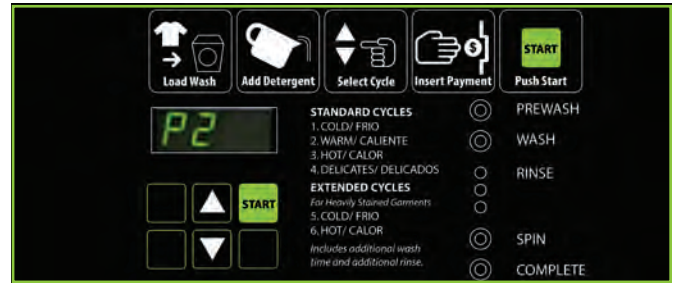 START
Load Wash
Add Detergent
Select Cycle
Insert Payment
Push Start
P2
STANDARD CYCLES
1. COLD/ FRIO
2. WARM/ CALIENTE
3. HOT/ CALOR
4. DELICATES/ DELICADOS
EXTENDED CYCLES
For Heavily Stained Garments
5. COLD/ FRIO
6. HOT/ CALOR
Includes additional wash
time and additional rinse.
START
PREWASH
WASH
RINSE
SPIN
COMPLETE